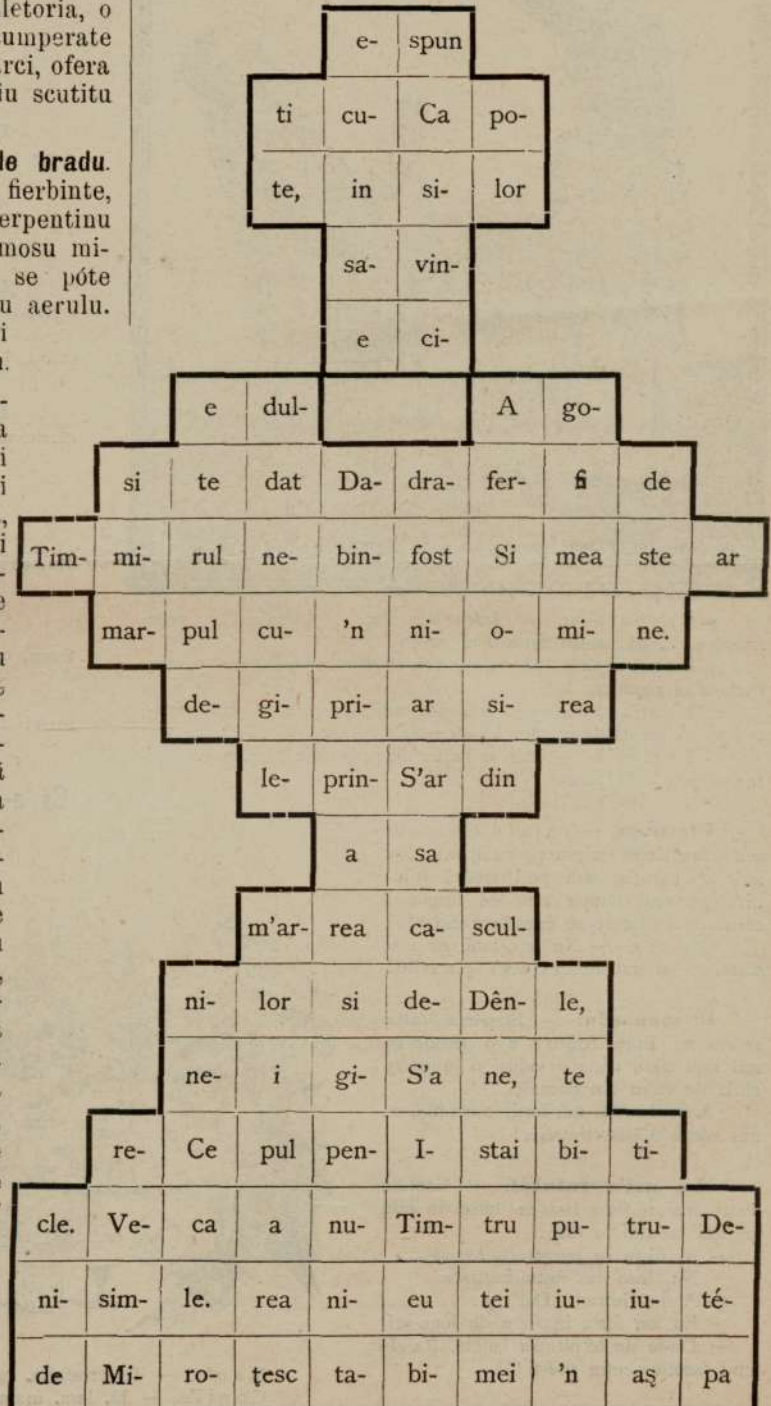 letoria, o
umperate
rci, ofera
iu scutitu
le bradu.
fierbinte,
erpentinu
mosu mi-
se póte
u aerulu.
e- spun
ti cu- Ca po-
te, in si- lor
sa- vin-
e ci-
e dul- A go-
si te dat Da- dra- fer- fi de
Tim- mi- rul ne- bin- fost Si mea ste ar
mar- pul cu- 'n ni- o- mi- ne.
de- gi- pri- ar si- rea
le- prin- S'ar din
a sa
m'ar- rea ca- scul-
ni- lor si de- Dên- le,
ne- i gi- S'a ne, te
re- Ce pul pen- I- stai bi- ti-
cle. Ve- ca a nu- Tim- tru pu- tru- De-
ni- sim- le. rea ni- eu tei iu- iu- té-
de Mi- ro- țesc ta- bi- mei 'n aș pa